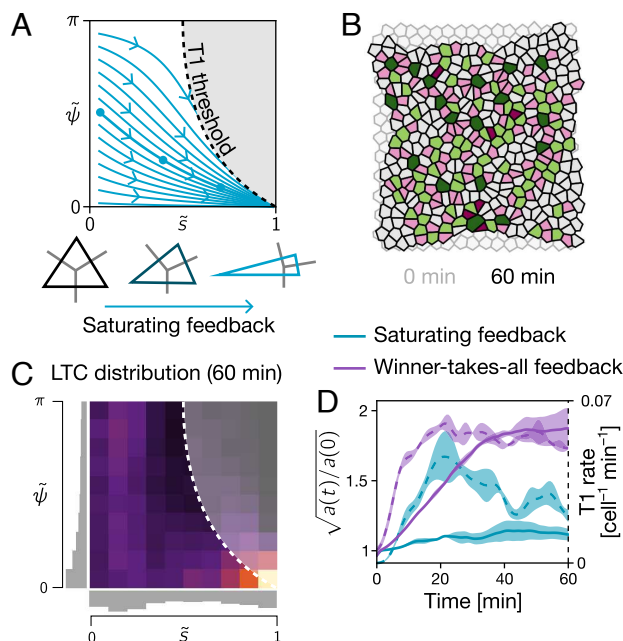 A
π
ψ̃
T1 threshold
0
s̃
1
Saturating feedback
B
0 min
60 min
Saturating feedback
Winner-takes-all feedback
C
LTC distribution (60 min)
π
ψ̃
0
0
s̃
1
D
√a(t)/a(0)
2
1.5
1
0.07
T1 rate
[cell⁻¹ min⁻¹]
0
0
20
40
60
Time [min]